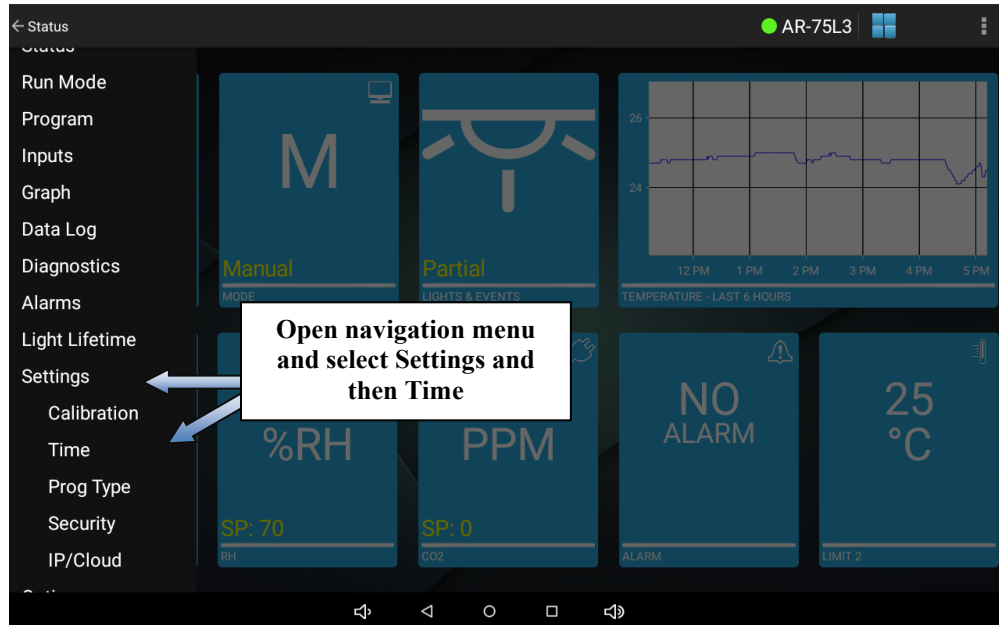 Status
AR-75L3
Status
Run Mode
Program
Inputs
Graph
Data Log
Diagnostics
Alarms
Light Lifetime
Settings
Calibration
Time
Prog Type
Security
IP/Cloud
M
Manual
MODE
Partial
LIGHTS & EVENTS
26
24
12 PM 1 PM 2 PM 3 PM 4 PM 5 PM
TEMPERATURE - LAST 6 HOURS
Open navigation menu
and select Settings and
then Time
%RH
SP: 70
RH
PPM
SP: 0
CO2
NO
ALARM
ALARM
25
°C
LIMIT 2